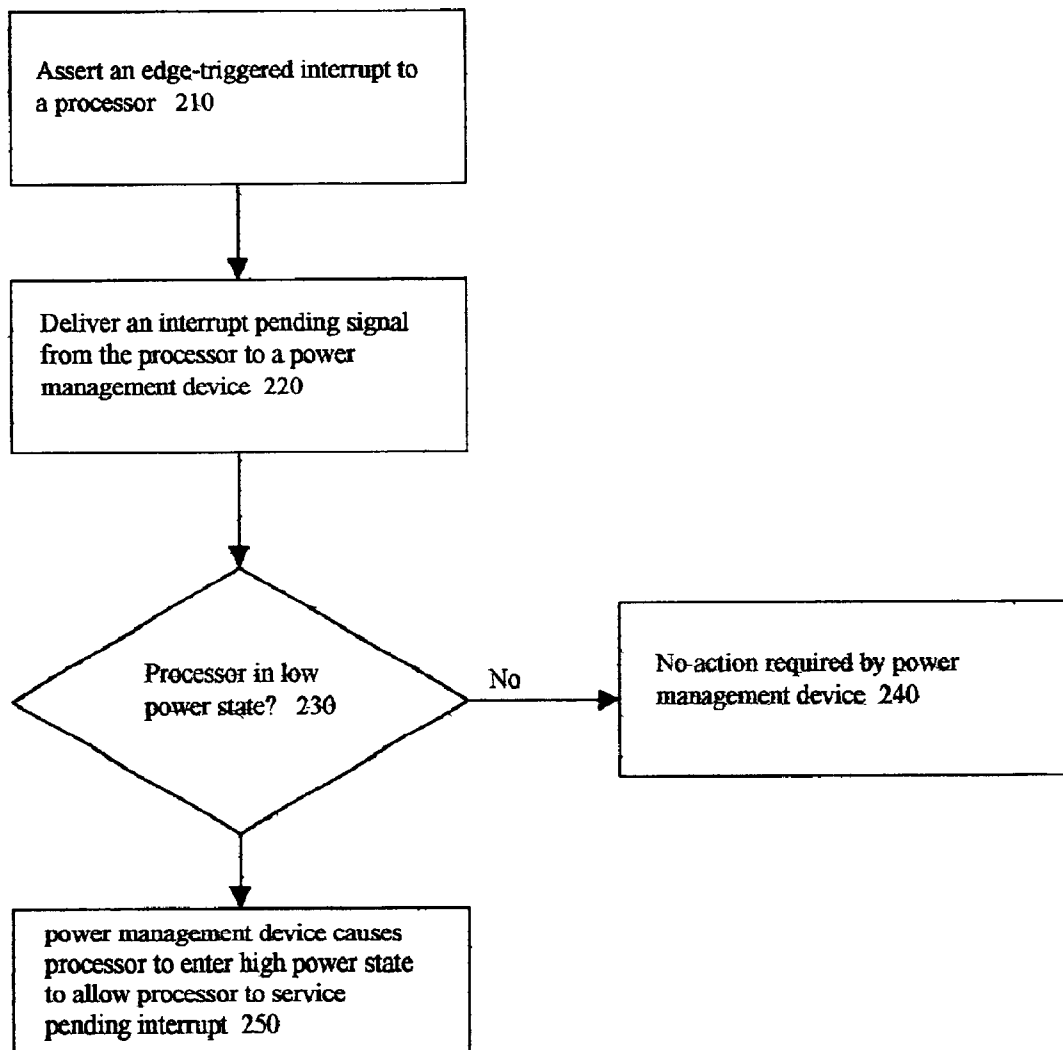 Assert an edge-triggered interrupt to
a processor 210
Deliver an interrupt pending signal
from the processor to a power
management device 220
Processor in low
power state? 230
No
No action required by power
management device 240
power management device causes
processor to enter high power state
to allow processor to service
pending interrupt 250